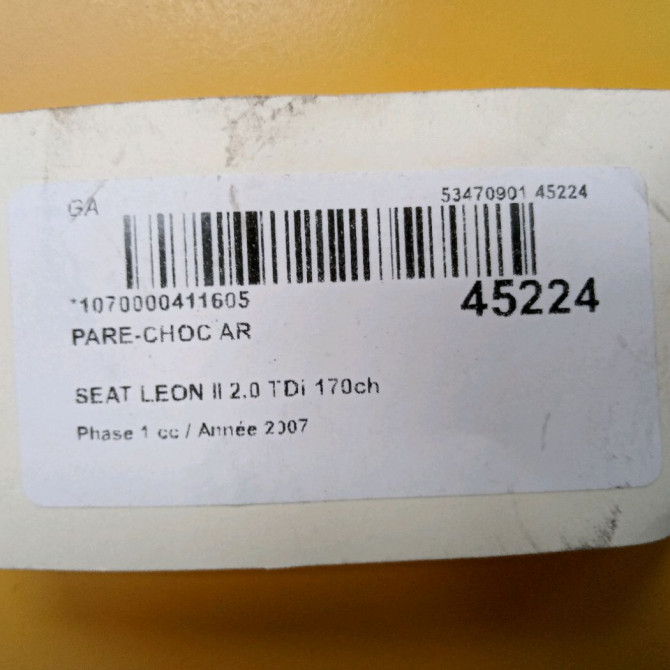 GA
53470901 45224
*1070000411605
45224
PARE-CHOC AR
SEAT LEON II 2.0 TDi 170ch
Phase 1 cc / Année 2007